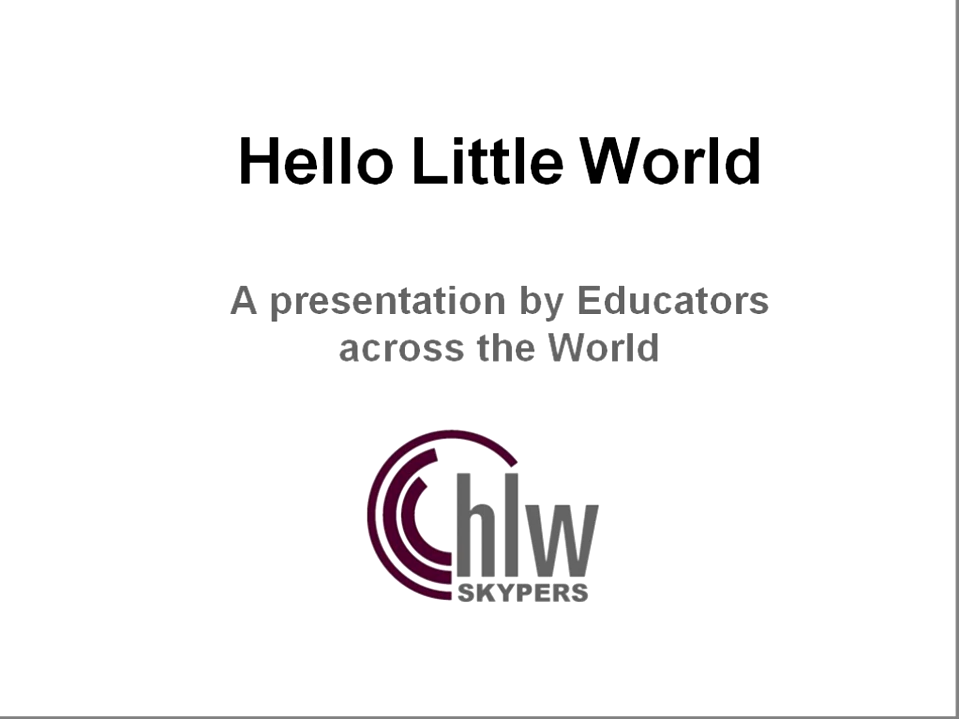 Hello Little World
A presentation by Educators
across the World
hlw
SKYPERS